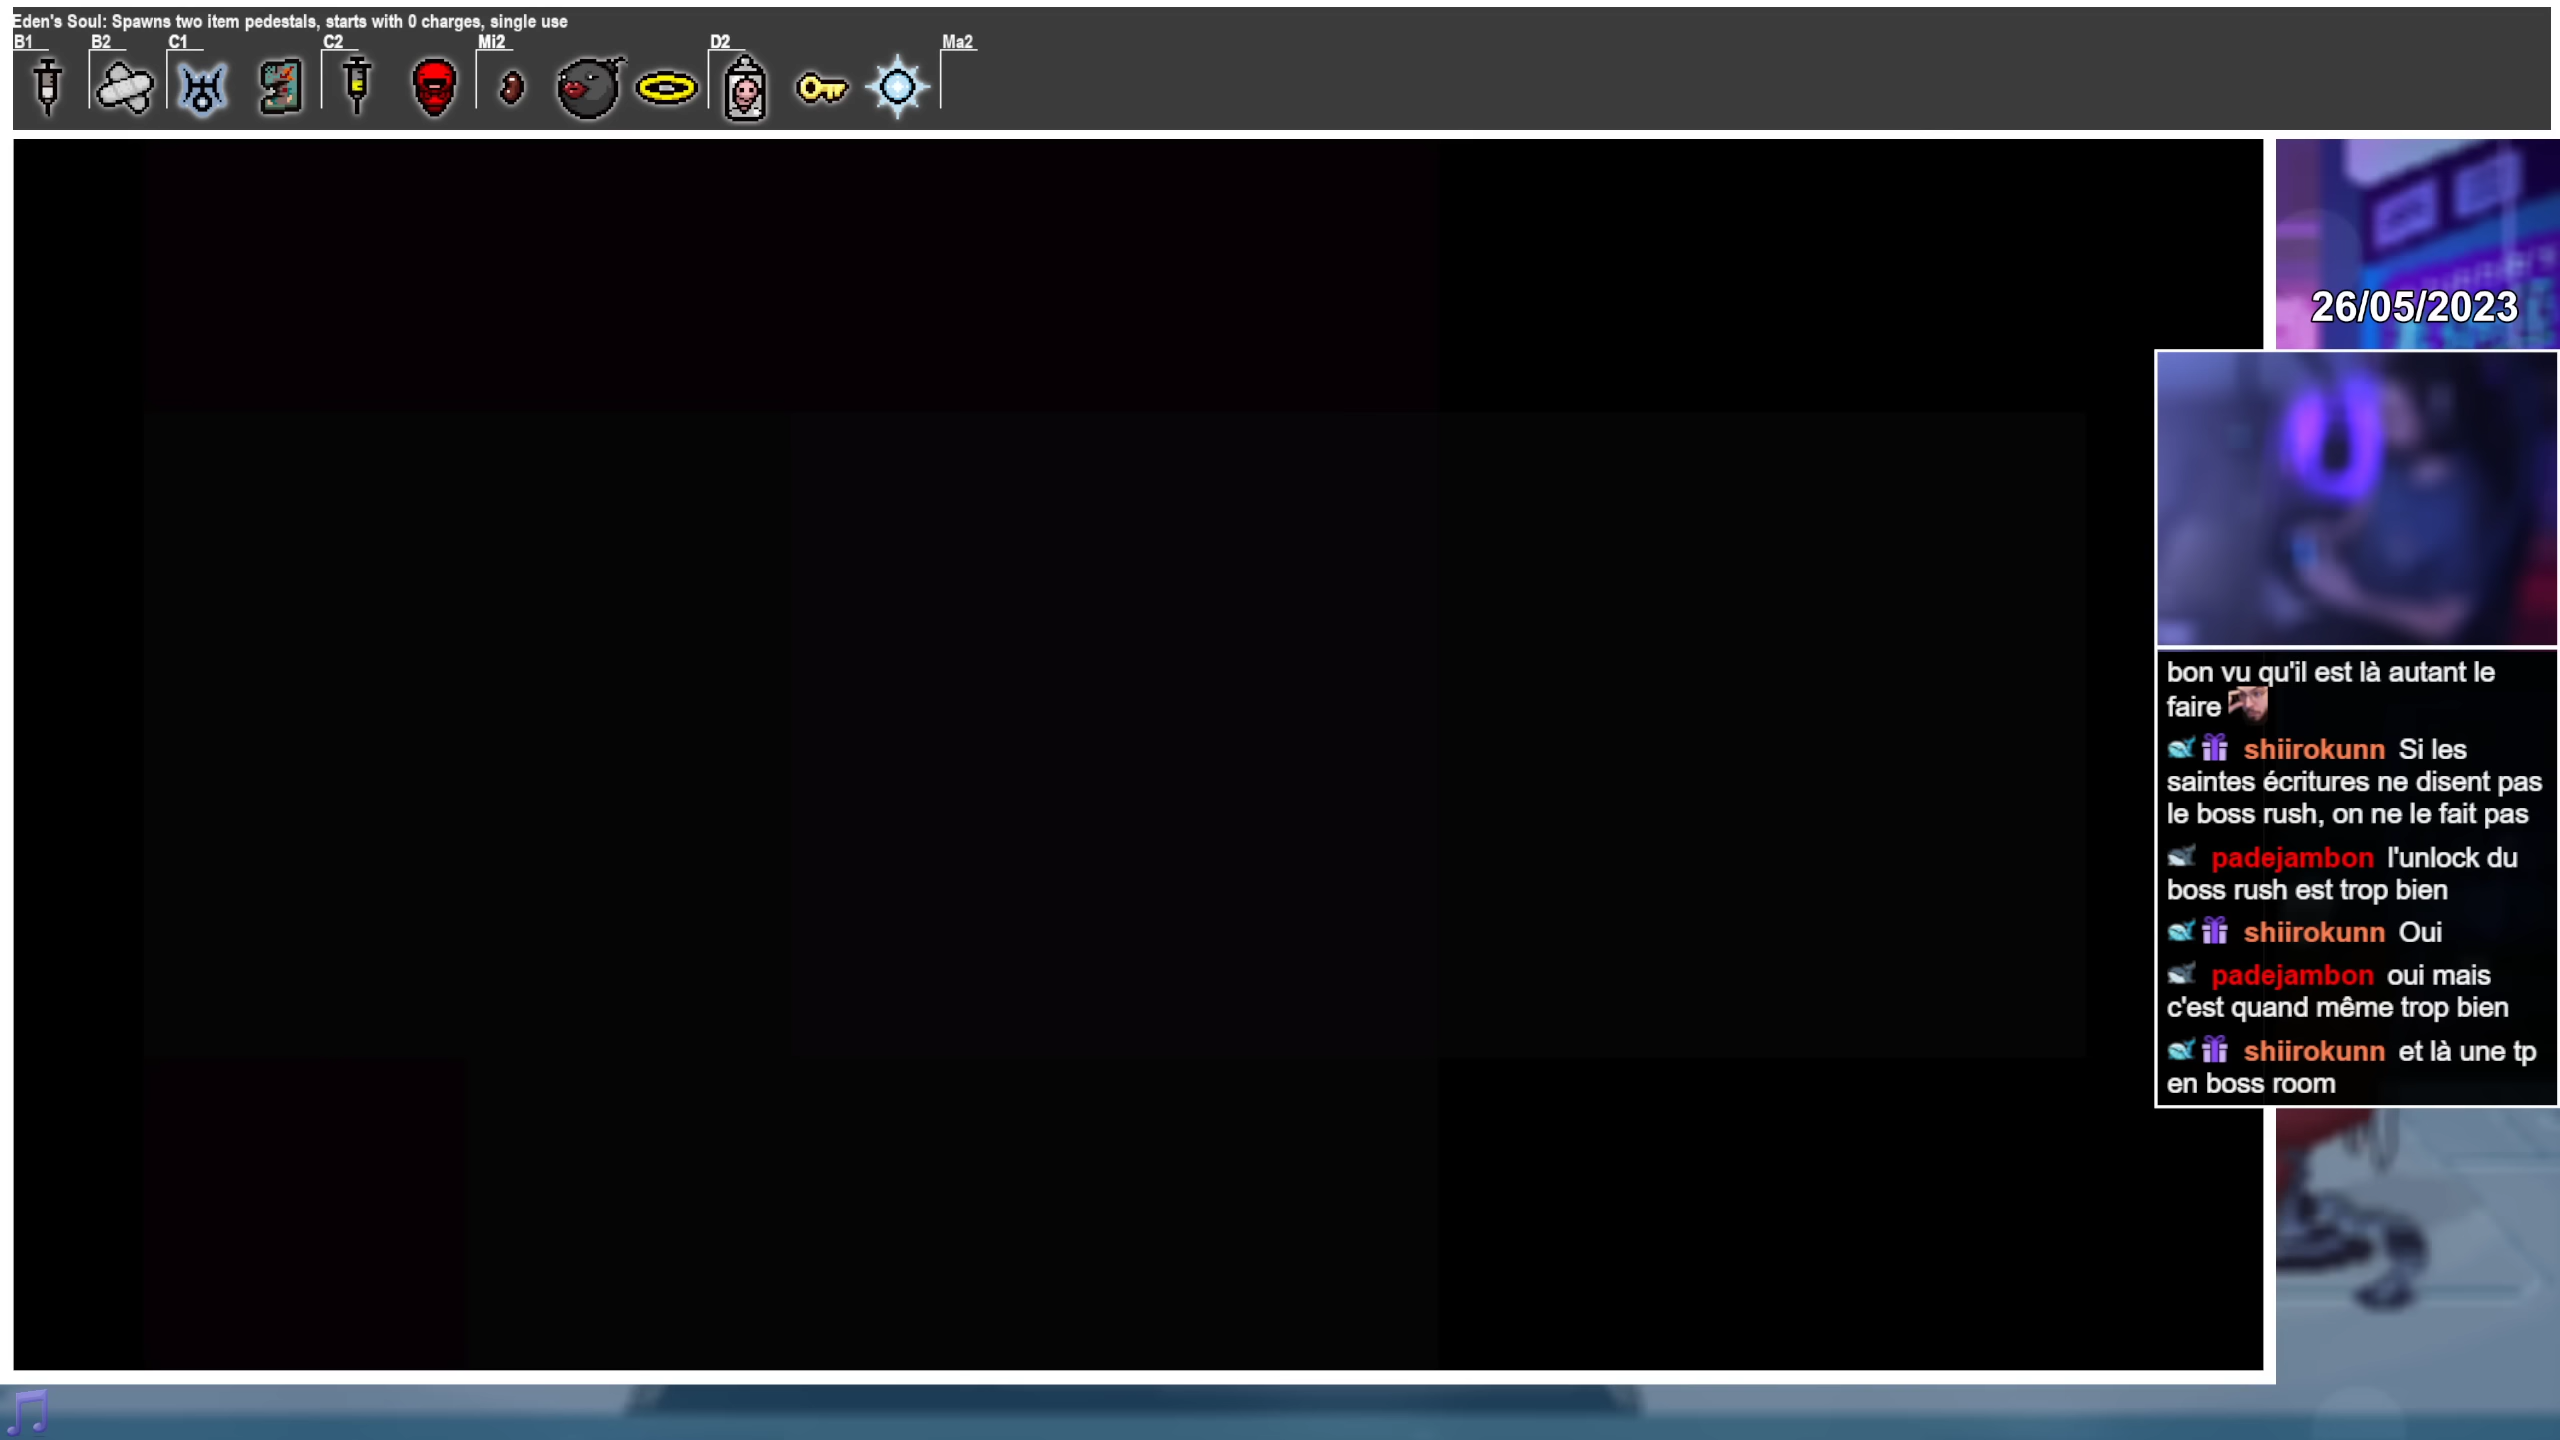 Eden's Soul: Spawns two item pedestals, starts with 0 charges, single use
B1 B2 C1 C2 Mi2 D2 Ma2
26/05/2023
bon vu qu'il est là autant le
faire
shiirokunn Si les
saintes écritures ne disent pas
le boss rush, on ne le fait pas
padejambon l'unlock du
boss rush est trop bien
shiirokunn Oui
padejambon oui mais
c'est quand même trop bien
shiirokunn et là une tp
en boss room